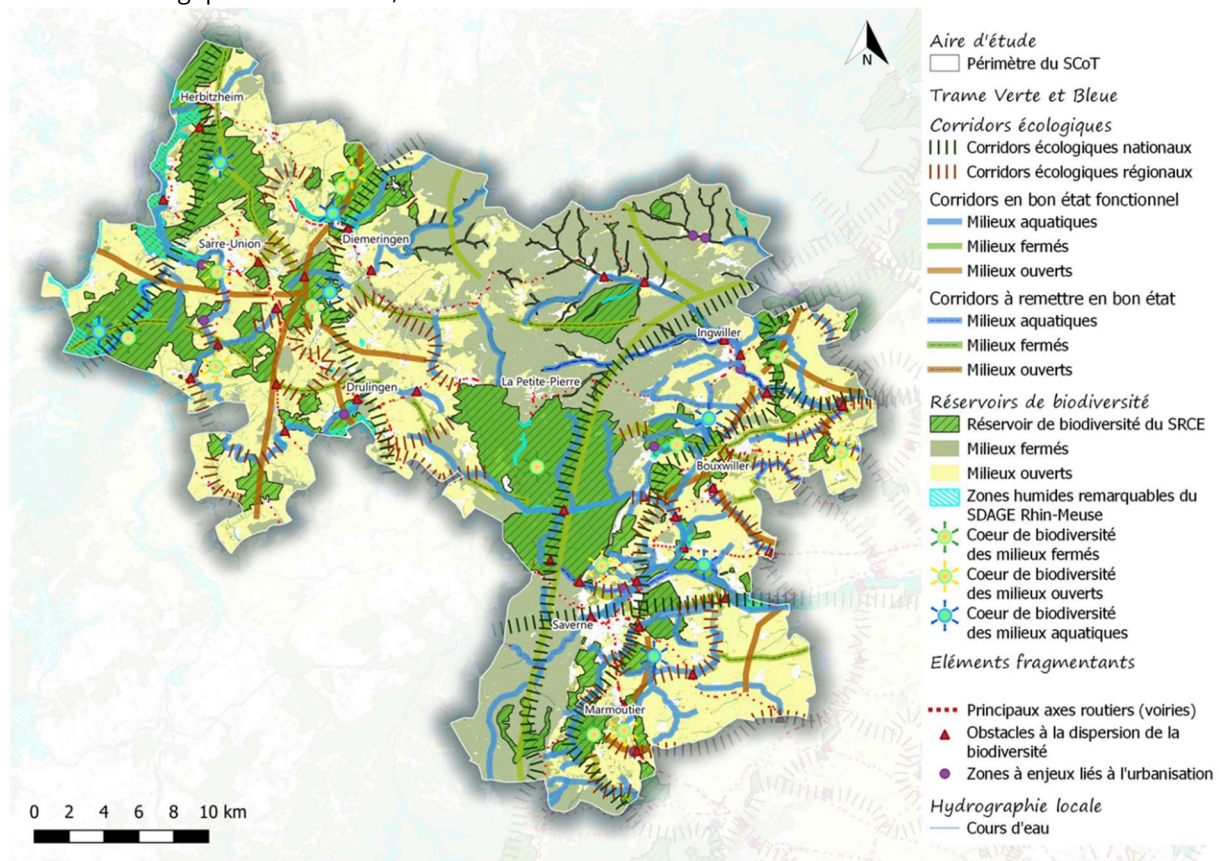 N
Herbitzheim
Sarre-Union
Diemeringen
Ingwiller
La Petite-Pierre
Drulingen
Bouxwiller
Saverne
Marmoutier
0 2 4 6 8 10 km
Aire d'étude
Périmètre du SCoT
Trame Verte et Bleue
Corridors écologiques
Corridors écologiques nationaux
Corridors écologiques régionaux
Corridors en bon état fonctionnel
Milieux aquatiques
Milieux fermés
Milieux ouverts
Corridors à remettre en bon état
Milieux aquatiques
Milieux fermés
Milieux ouverts
Réservoirs de biodiversité
Réservoir de biodiversité du SRCE
Milieux fermés
Milieux ouverts
Zones humides remarquables du
SDAGE Rhin-Meuse
Coeur de biodiversité
des milieux fermés
Coeur de biodiversité
des milieux ouverts
Coeur de biodiversité
des milieux aquatiques
Eléments fragmentants
Principaux axes routiers (voiries)
Obstacles à la dispersion de la
biodiversité
Zones à enjeux liés à l'urbanisation
Hydrographie locale
Cours d'eau